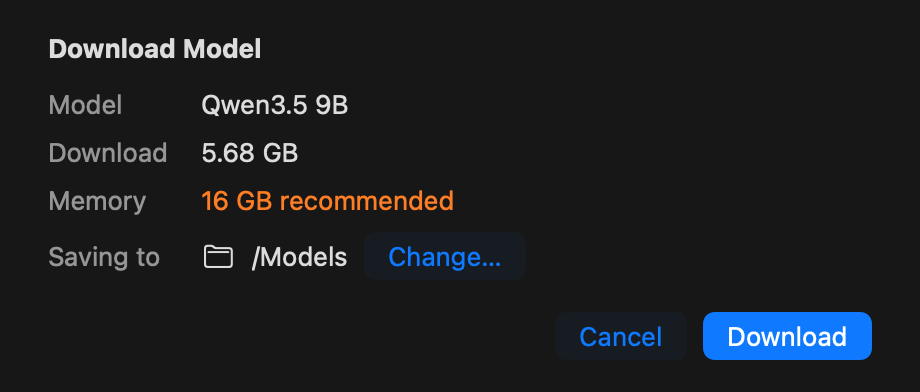 Download Model
Model Qwen3.5 9B
Download 5.68 GB
Memory 16 GB recommended
Saving to /Models Change...
Cancel Download